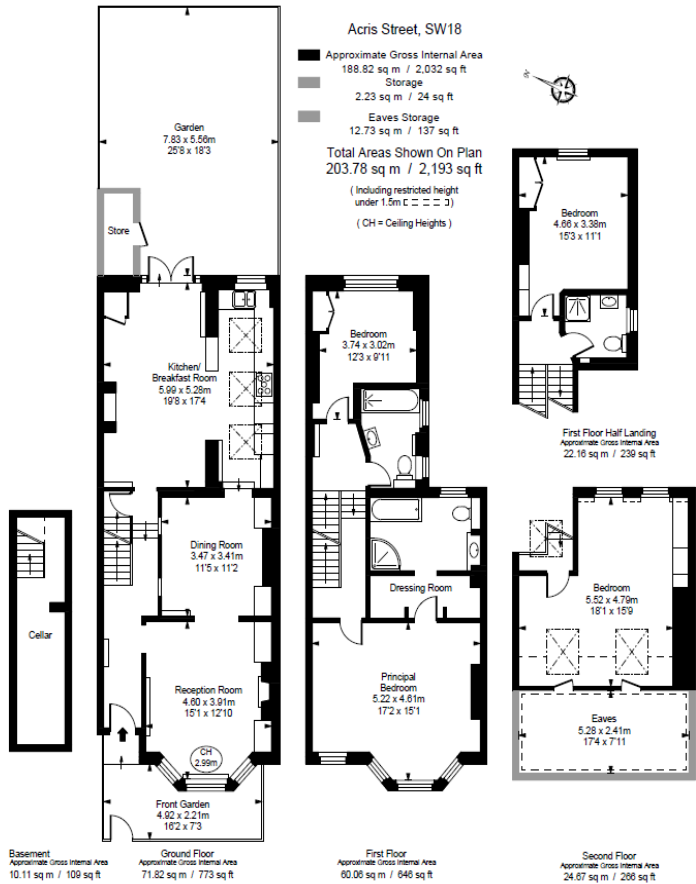 Acris Street, SW18
Approximate Gross Internal Area
188.82 sq m / 2,032 sq ft
Storage
2.23 sq m / 24 sq ft
Eaves Storage
12.73 sq m / 137 sq ft
Total Areas Shown On Plan
203.78 sq m / 2,193 sq ft
( Including restricted height
under 1.5m )
( CH = Ceiling Heights )
Garden
7.83 x 5.56m
25'8 x 18'3
Store
Kitchen/
Breakfast Room
5.99 x 5.28m
19'8 x 17'4
Dining Room
3.47 x 3.41m
11'5 x 11'2
Reception Room
4.60 x 3.91m
15'1 x 12'10
CH
2.99m
Front Garden
4.92 x 2.21m
16'2 x 7'3
Cellar
Bedroom
3.74 x 3.02m
12'3 x 9'11
Dressing Room
Principal
Bedroom
5.22 x 4.61m
17'2 x 15'1
Bedroom
4.66 x 3.38m
15'3 x 11'1
First Floor Half Landing
Approximate Gross Internal Area
22.16 sq m / 239 sq ft
Bedroom
5.52 x 4.79m
18'1 x 15'9
Eaves
5.28 x 2.41m
17'4 x 7'11
Basement
Approximate Gross Internal Area
10.11 sq m / 109 sq ft
Ground Floor
Approximate Gross Internal Area
71.82 sq m / 773 sq ft
First Floor
Approximate Gross Internal Area
60.06 sq m / 646 sq ft
Second Floor
Approximate Gross Internal Area
24.67 sq m / 266 sq ft